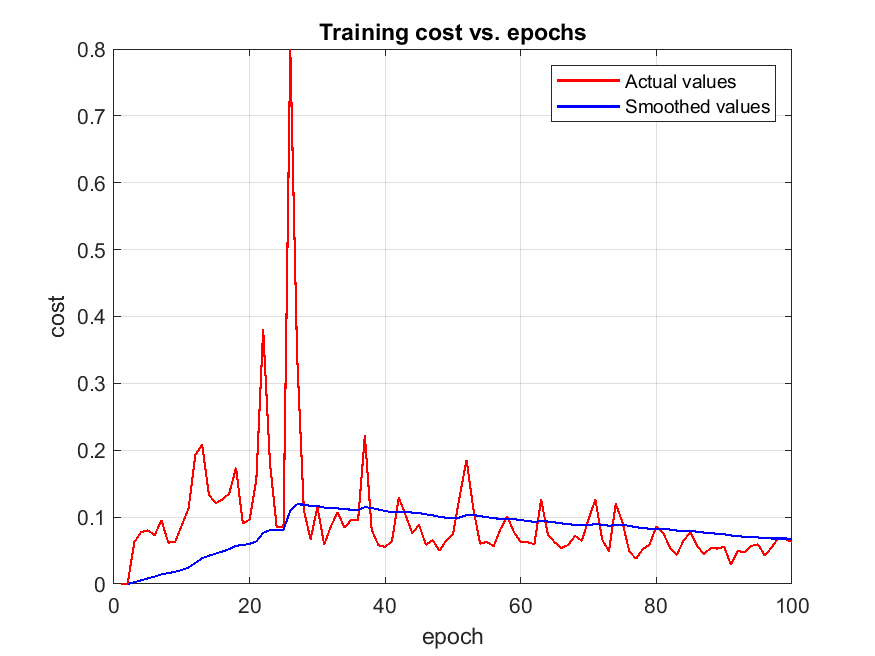 Training cost vs. epochs
Actual values
Smoothed values
0.8
0.7
0.6
0.5
0.4
0.3
0.2
0.1
0
cost
0 20 40 60 80 100
epoch